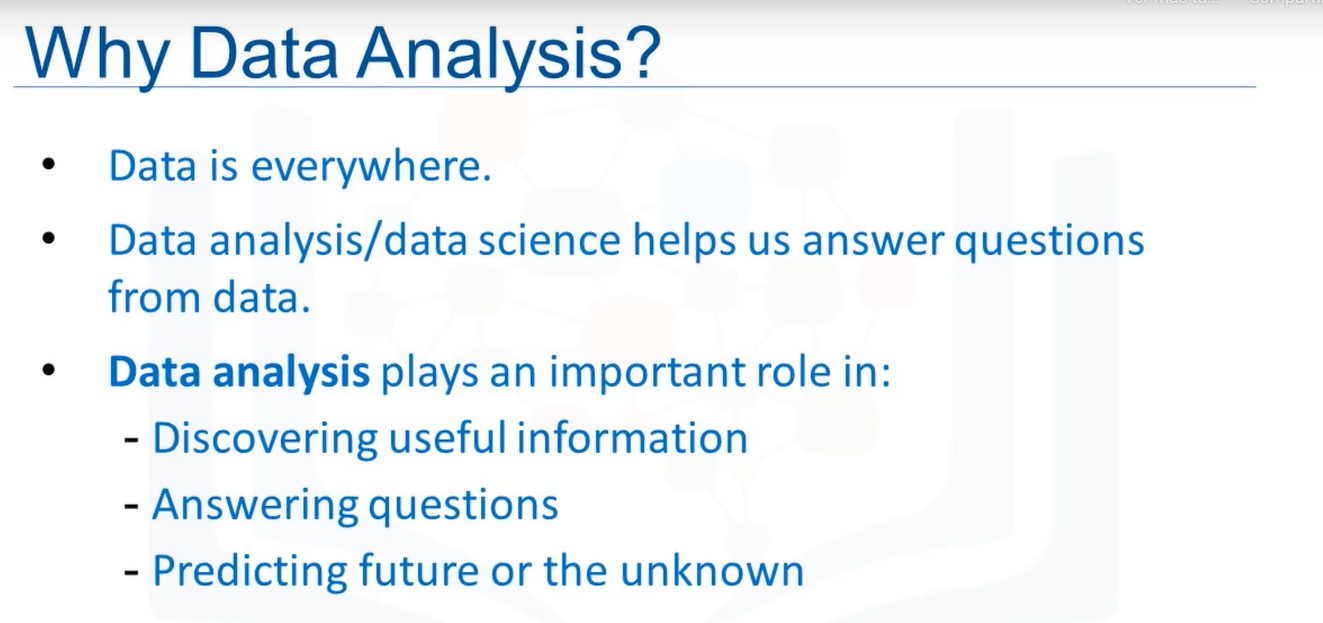 Why Data Analysis?
• Data is everywhere.
• Data analysis/data science helps us answer questions
from data.
• Data analysis plays an important role in:
- Discovering useful information
- Answering questions
- Predicting future or the unknown